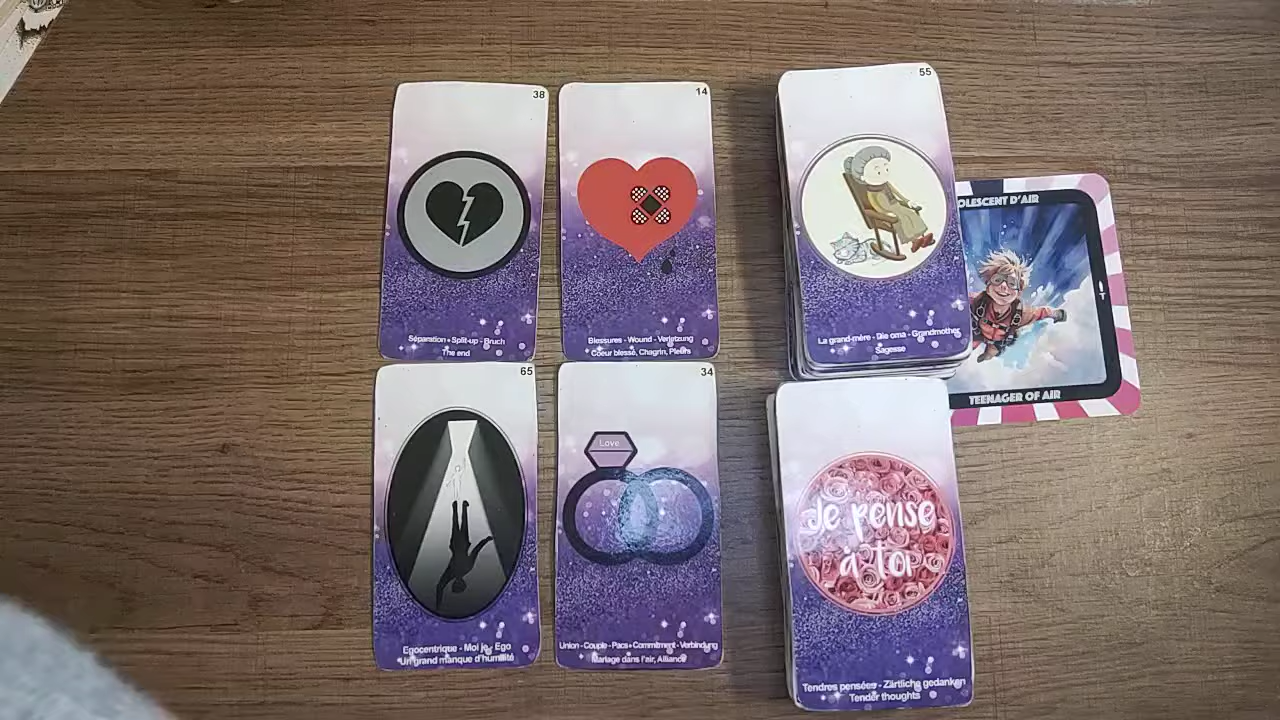 38
Séparation - Split-up - Bruch
The end
14
Blessures - Wound - Verletzung
Coeur blessé, Chagrin, Pleurs
55
La grand-mère - Die oma - Grandmother
Sagesse
OLESCENT D'AIR
TEENAGER OF AIR
65
Egocentrique - Moi je - Ego
Un grand manque d'humilité
34
Love
Union - Couple - Pacs - Commitment - Verbindung
Mariage dans l'air, Alliance
Je pense
à toi
Tendres pensées - Zärtliche gedanken
Tender thoughts